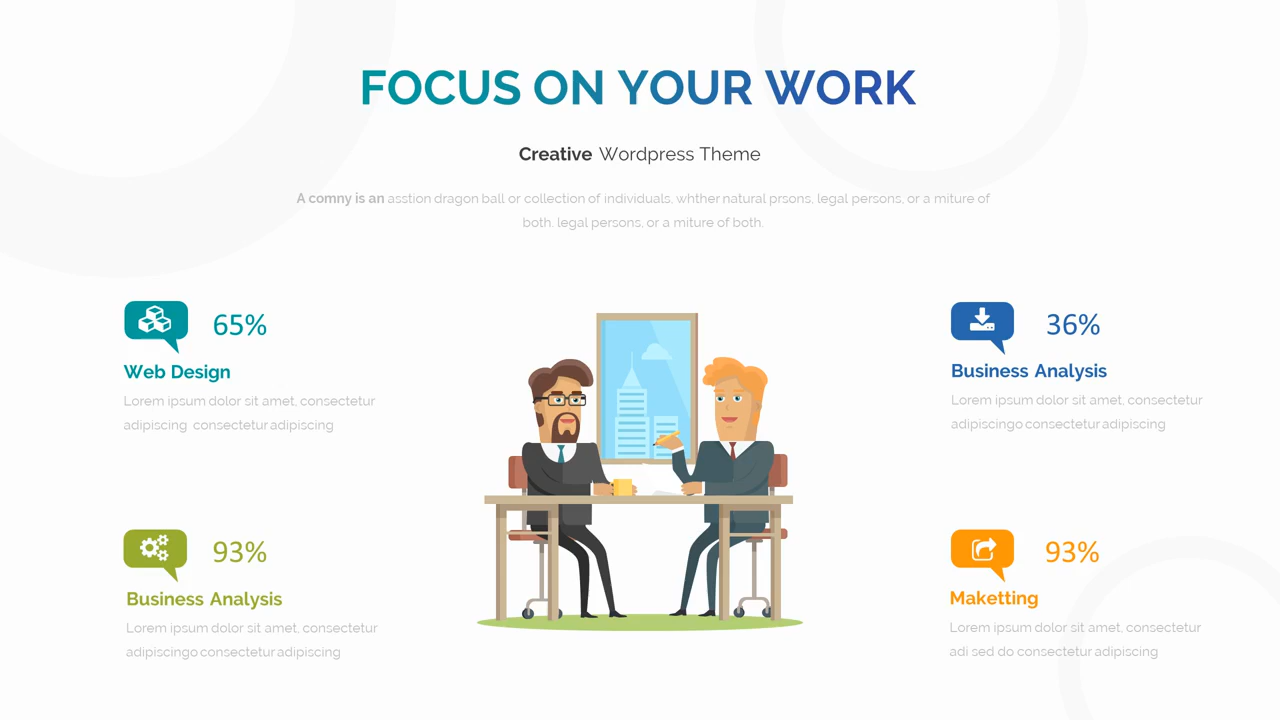 FOCUS ON YOUR WORK
Creative Wordpress Theme
A comny is an asstion dragon ball or collection of individuals, whther natural prsons, legal persons, or a miture of
both. legal persons, or a miture of both.
65%
Web Design
Lorem ipsum dolor sit amet, consectetur
adipiscing consectetur adipiscing
93%
Business Analysis
Lorem ipsum dolor sit amet, consectetur
adipiscingo consectetur adipiscing
36%
Business Analysis
Lorem ipsum dolor sit amet, consectetur
adipiscingo consectetur adipiscing
93%
Maketting
Lorem ipsum dolor sit amet, consectetur
adi sed do consectetur adipiscing